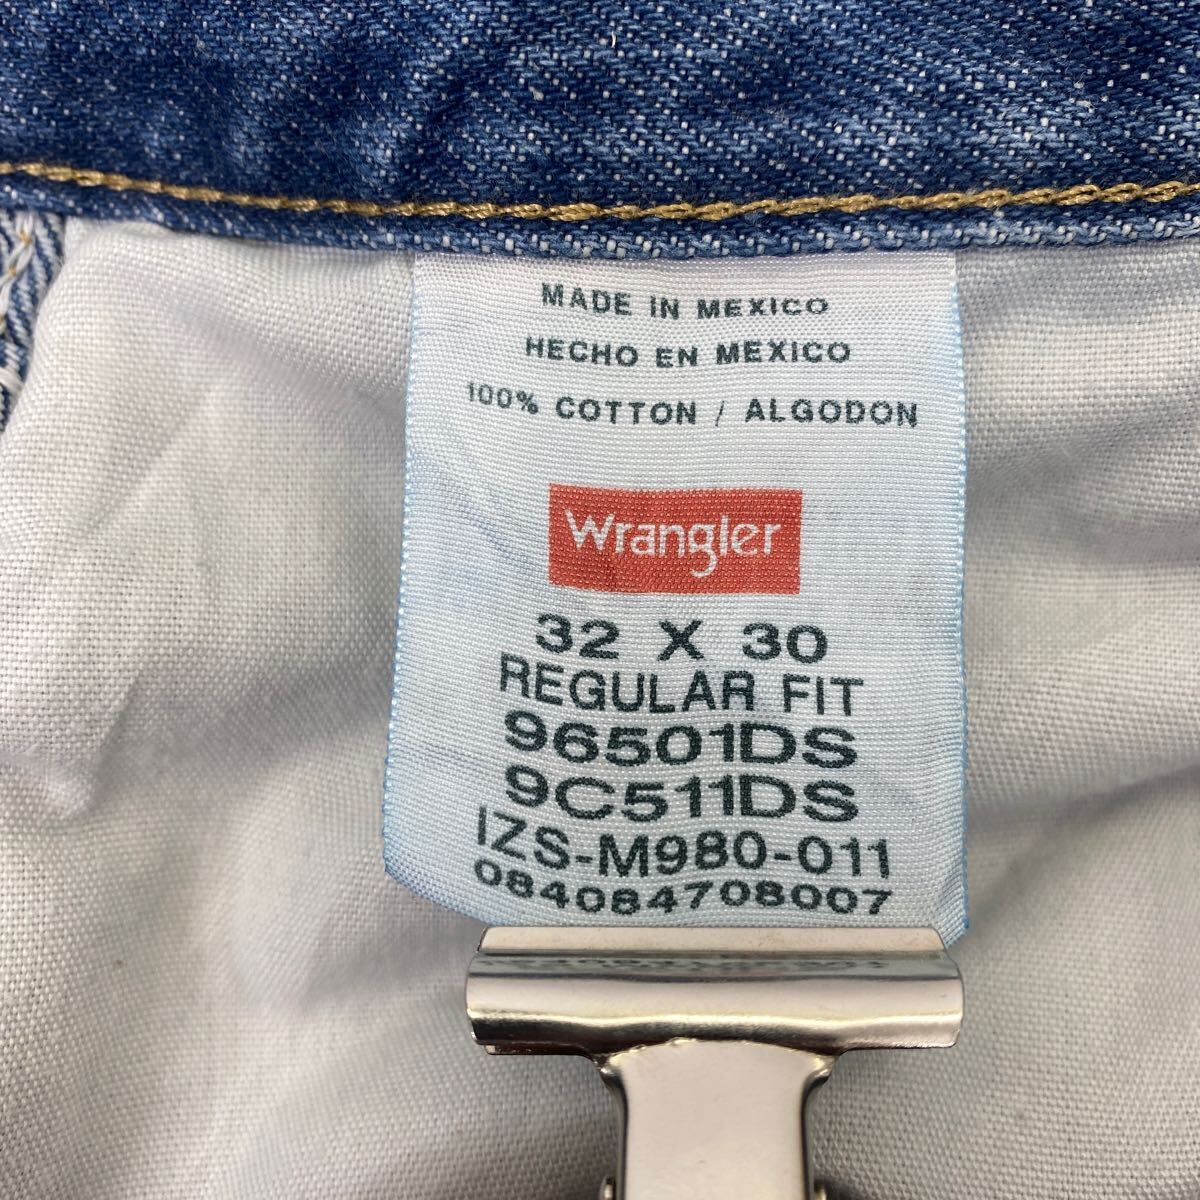 MADE IN MEXICO
HECHO EN MEXICO
100% COTTON / ALGODON
Wrangler
32 X 30
REGULAR FIT
96501DS
9C511DS
IZS-M980-011
084084708007